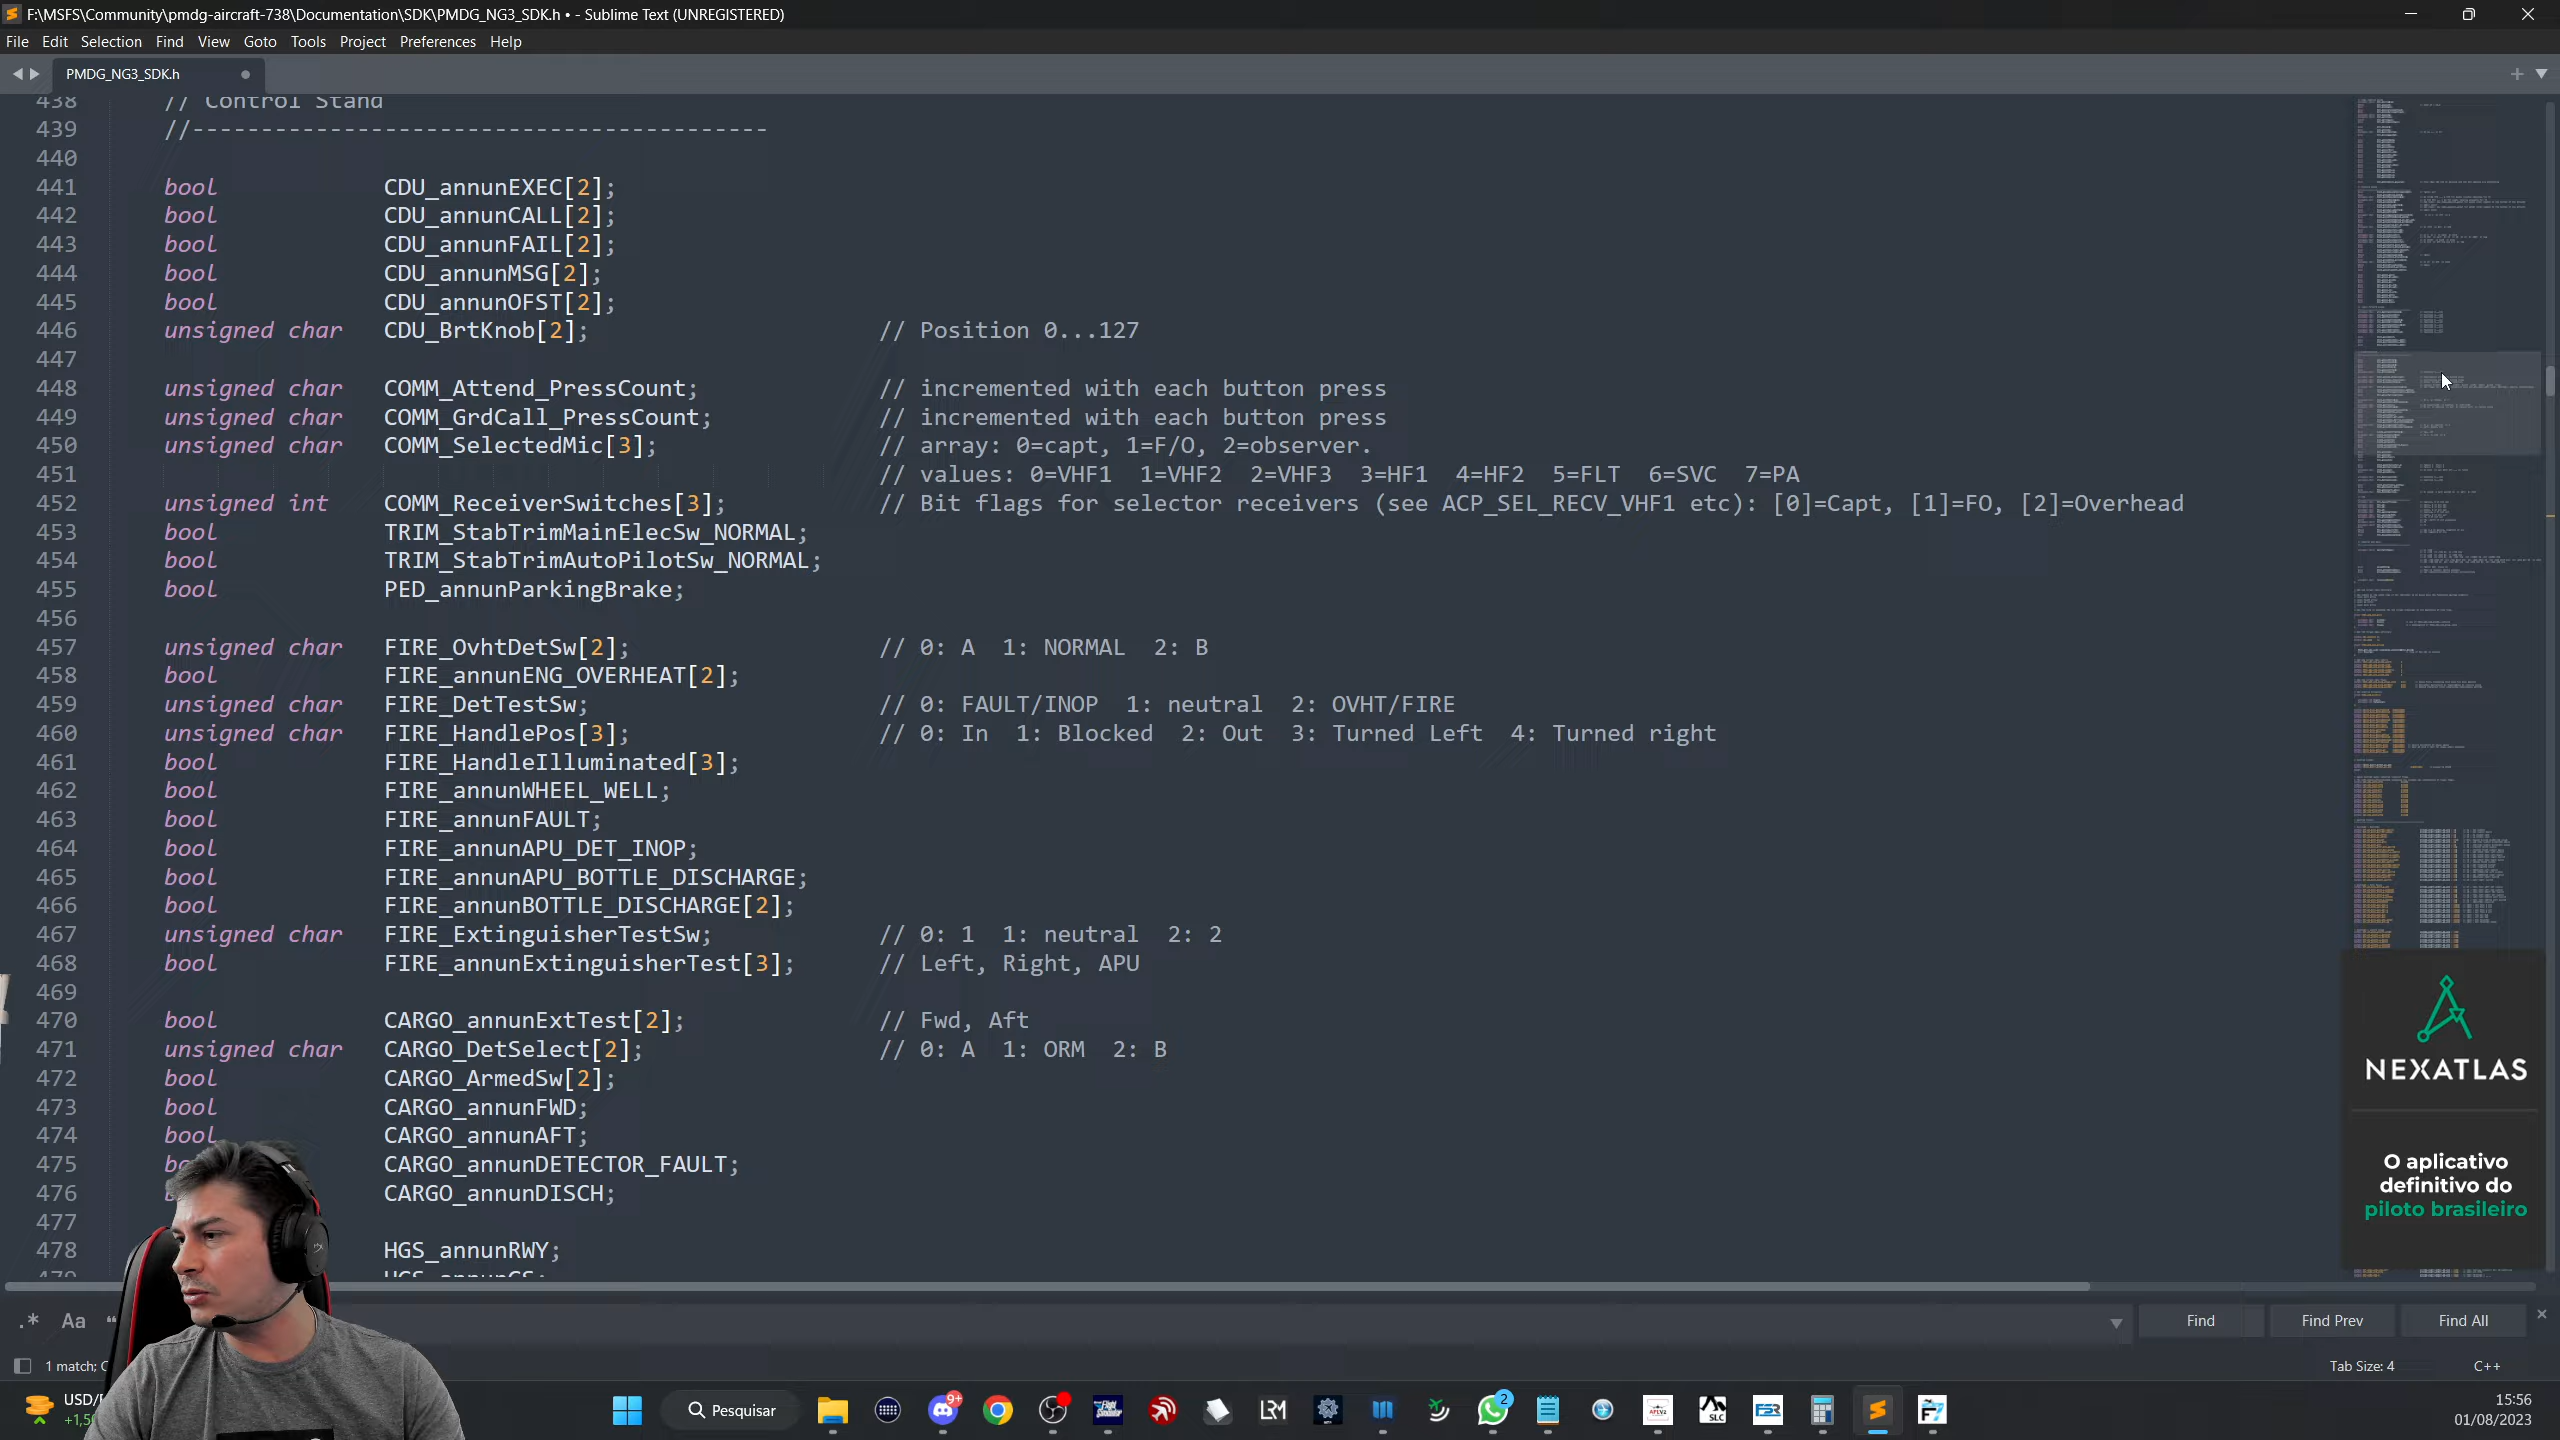 F:\MSFS\Community\pmdg-aircraft-738\Documentation\SDK\PMDG_NG3_SDK.h • - Sublime Text (UNREGISTERED)
File Edit Selection Find View Goto Tools Project Preferences Help
PMDG_NG3_SDK.h
438 // Control Stand
439 //------------------------------------------
440
441 bool CDU_annunEXEC[2];
442 bool CDU_annunCALL[2];
443 bool CDU_annunFAIL[2];
444 bool CDU_annunMSG[2];
445 bool CDU_annunOFST[2];
446 unsigned char CDU_BrtKnob[2]; // Position 0...127
447
448 unsigned char COMM_Attend_PressCount; // incremented with each button press
449 unsigned char COMM_GrdCall_PressCount; // incremented with each button press
450 unsigned char COMM_SelectedMic[3]; // array: 0=capt, 1=F/O, 2=observer.
451 // values: 0=VHF1 1=VHF2 2=VHF3 3=HF1 4=HF2 5=FLT 6=SVC 7=PA
452 unsigned int COMM_ReceiverSwitches[3]; // Bit flags for selector receivers (see ACP_SEL_RECV_VHF1 etc): [0]=Capt, [1]=FO, [2]=Overhead
453 bool TRIM_StabTrimMainElecSw_NORMAL;
454 bool TRIM_StabTrimAutoPilotSw_NORMAL;
455 bool PED_annunParkingBrake;
456
457 unsigned char FIRE_OvhtDetSw[2]; // 0: A 1: NORMAL 2: B
458 bool FIRE_annunENG_OVERHEAT[2];
459 unsigned char FIRE_DetTestSw; // 0: FAULT/INOP 1: neutral 2: OVHT/FIRE
460 unsigned char FIRE_HandlePos[3]; // 0: In 1: Blocked 2: Out 3: Turned Left 4: Turned right
461 bool FIRE_HandleIlluminated[3];
462 bool FIRE_annunWHEEL_WELL;
463 bool FIRE_annunFAULT;
464 bool FIRE_annunAPU_DET_INOP;
465 bool FIRE_annunAPU_BOTTLE_DISCHARGE;
466 bool FIRE_annunBOTTLE_DISCHARGE[2];
467 unsigned char FIRE_ExtinguisherTestSw; // 0: 1 1: neutral 2: 2
468 bool FIRE_annunExtinguisherTest[3]; // Left, Right, APU
469
470 bool CARGO_annunExtTest[2]; // Fwd, Aft
471 unsigned char CARGO_DetSelect[2]; // 0: A 1: ORM 2: B
472 bool CARGO_ArmedSw[2];
473 bool CARGO_annunFWD;
474 bool CARGO_annunAFT;
475 CARGO_annunDETECTOR_FAULT;
476 CARGO_annunDISCH;
477
478 HGS_annunRWY;
479 HGS_annunGS;
NEXATLAS
O aplicativo
definitivo do
piloto brasileiro
.* Aa “ Find Find Prev Find All
1 match; Tab Size: 4 C++
USD/
+1,5
Pesquisar
9+
LRM
2
SLC
FSR
15:56
01/08/2023